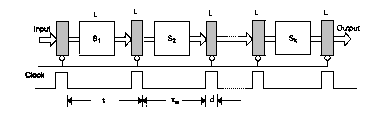 L L L L L
Input S₁ S₂ Sₖ Output
Clock
t τₘ d